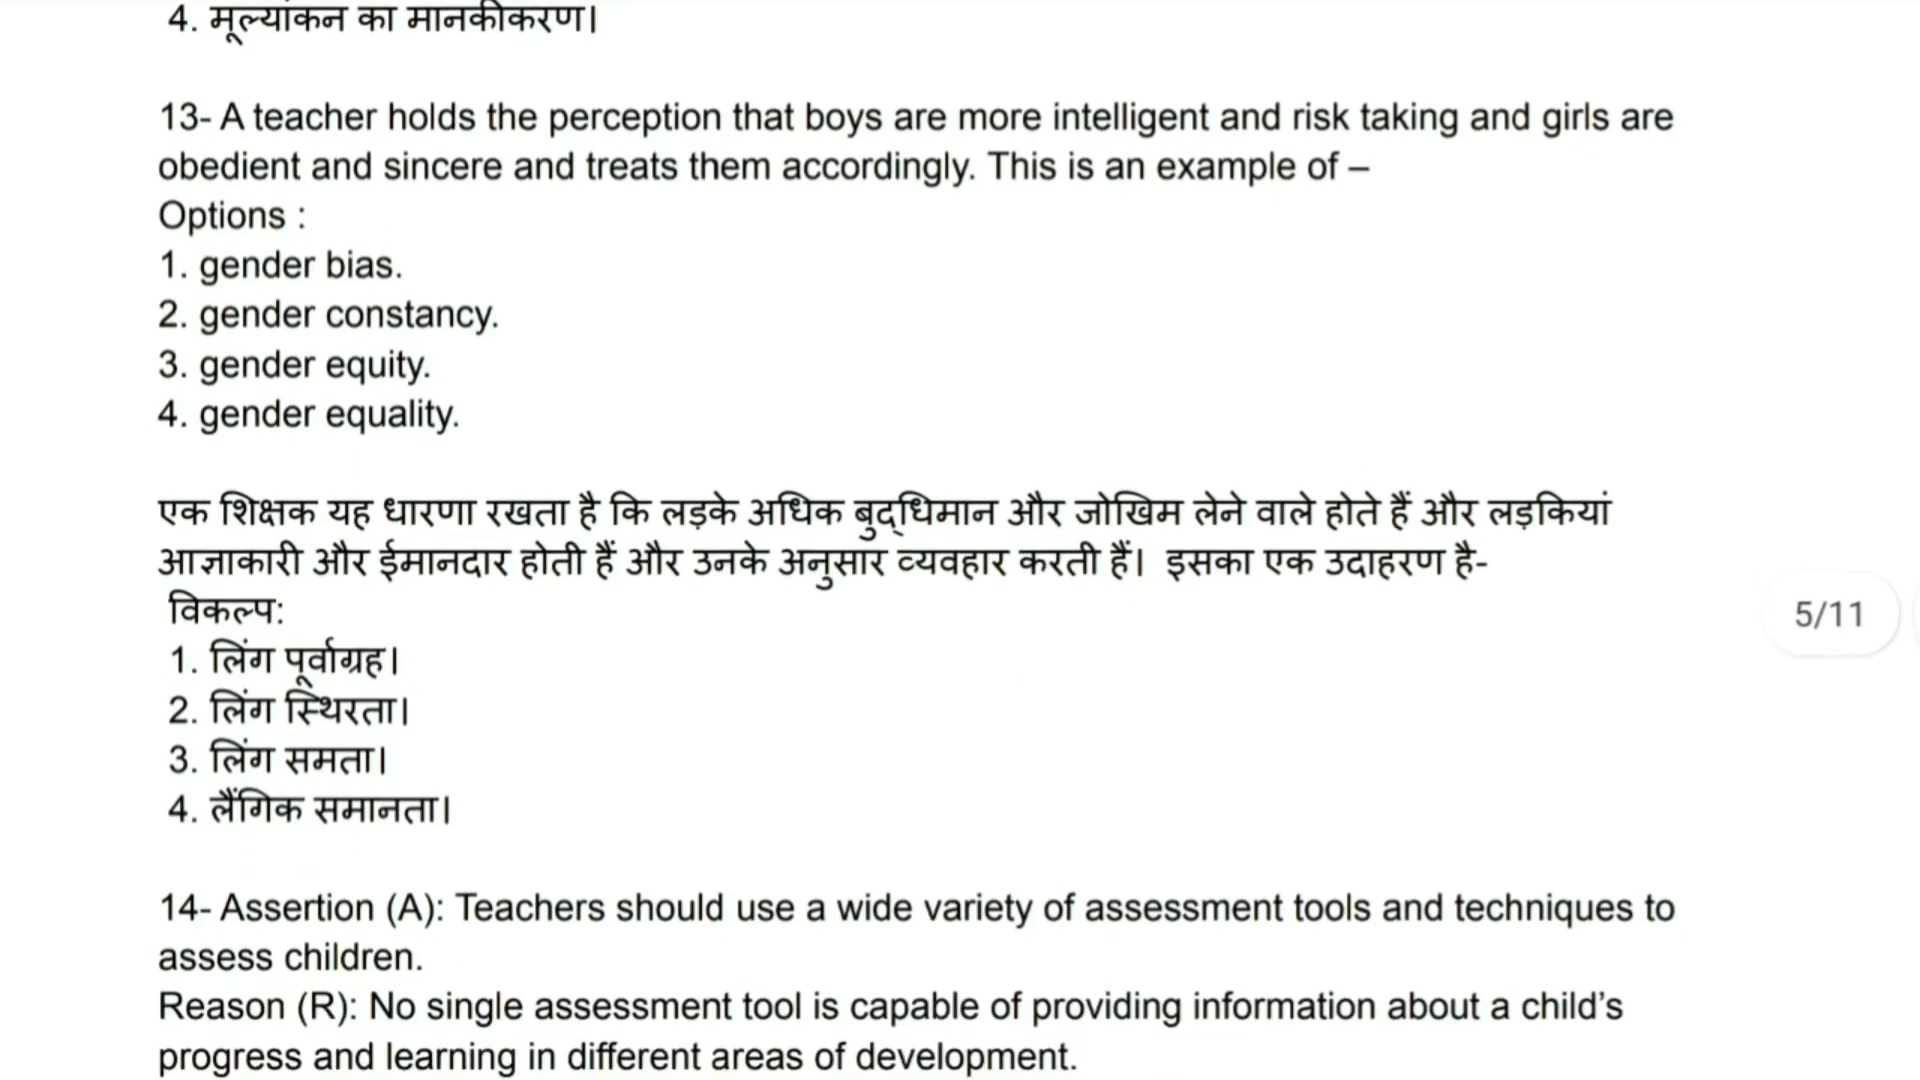 4. मूल्यांकन का मानकीकरण।
13- A teacher holds the perception that boys are more intelligent and risk taking and girls are
obedient and sincere and treats them accordingly. This is an example of –
Options :
1. gender bias.
2. gender constancy.
3. gender equity.
4. gender equality.
एक शिक्षक यह धारणा रखता है कि लड़के अधिक बुद्धिमान और जोखिम लेने वाले होते हैं और लड़कियां
आज्ञाकारी और ईमानदार होती हैं और उनके अनुसार व्यवहार करती हैं। इसका एक उदाहरण है-
विकल्प:
1. लिंग पूर्वाग्रह।
2. लिंग स्थिरता।
3. लिंग समता।
4. लैंगिक समानता।
5/11
14- Assertion (A): Teachers should use a wide variety of assessment tools and techniques to
assess children.
Reason (R): No single assessment tool is capable of providing information about a child’s
progress and learning in different areas of development.